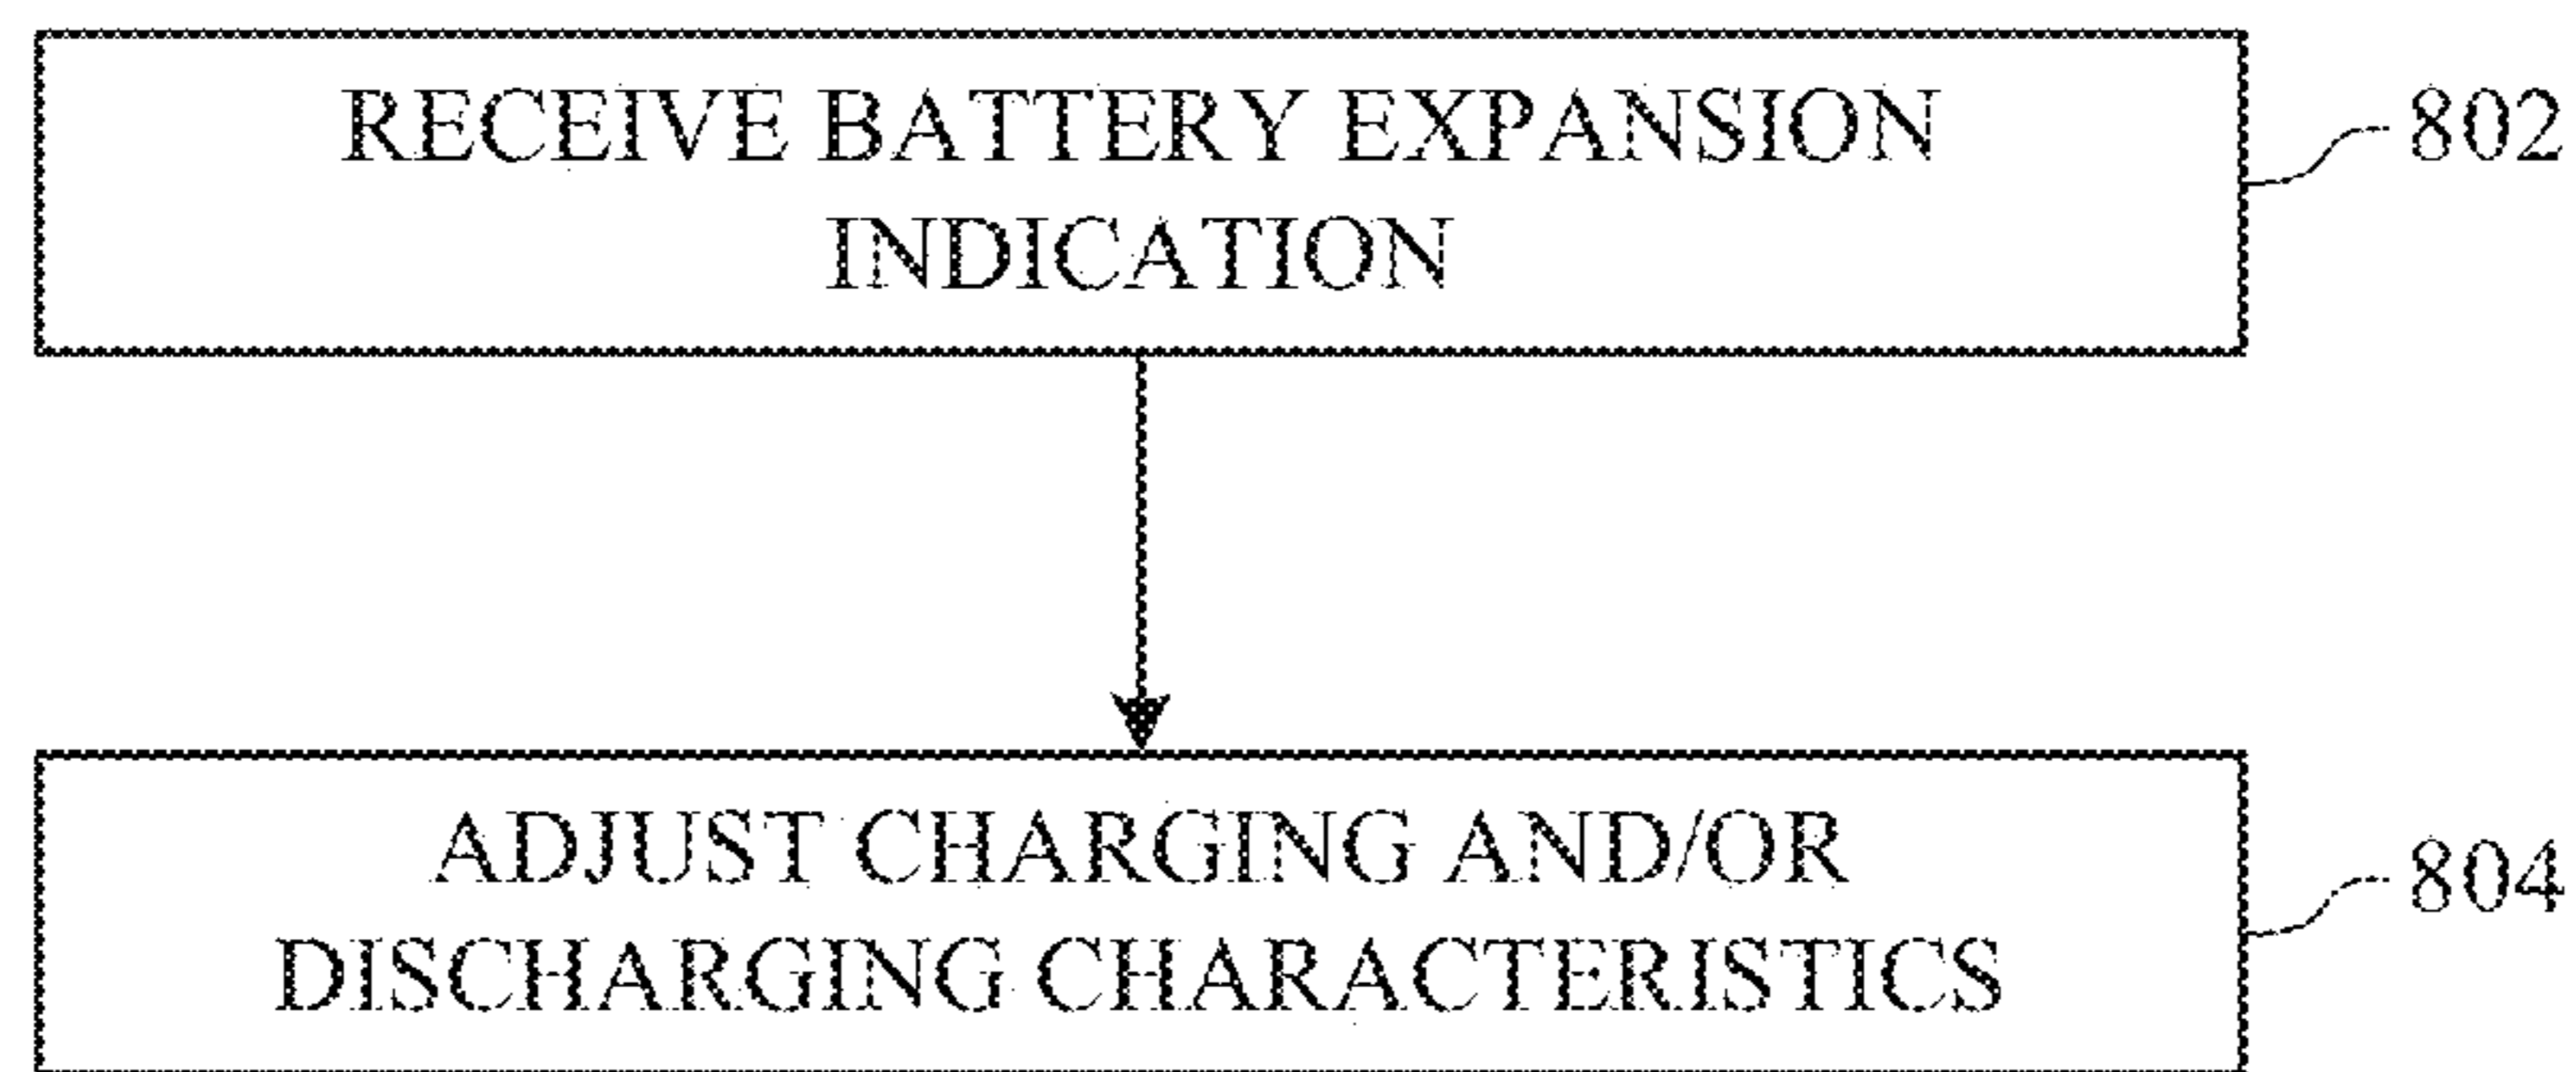 RECEIVE BATTERY EXPANSION
INDICATION
802
ADJUST CHARGING AND/OR
DISCHARGING CHARACTERISTICS
804